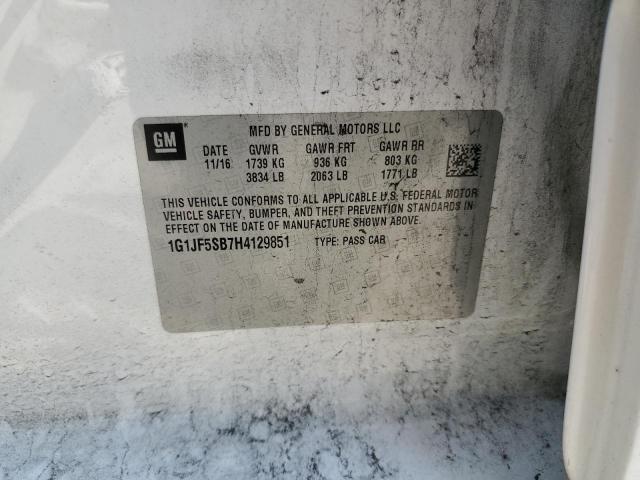 GM
MFD BY GENERAL MOTORS LLC
DATE GVWR GAWR FRT GAWR RR
11/16 1739 KG 936 KG 803 KG
3834 LB 2063 LB 1771 LB
THIS VEHICLE CONFORMS TO ALL APPLICABLE U.S. FEDERAL MOTOR
VEHICLE SAFETY, BUMPER, AND THEFT PREVENTION STANDARDS IN
EFFECT ON THE DATE OF MANUFACTURE SHOWN ABOVE.
1G1JF5SB7H4129851 TYPE: PASS CAR